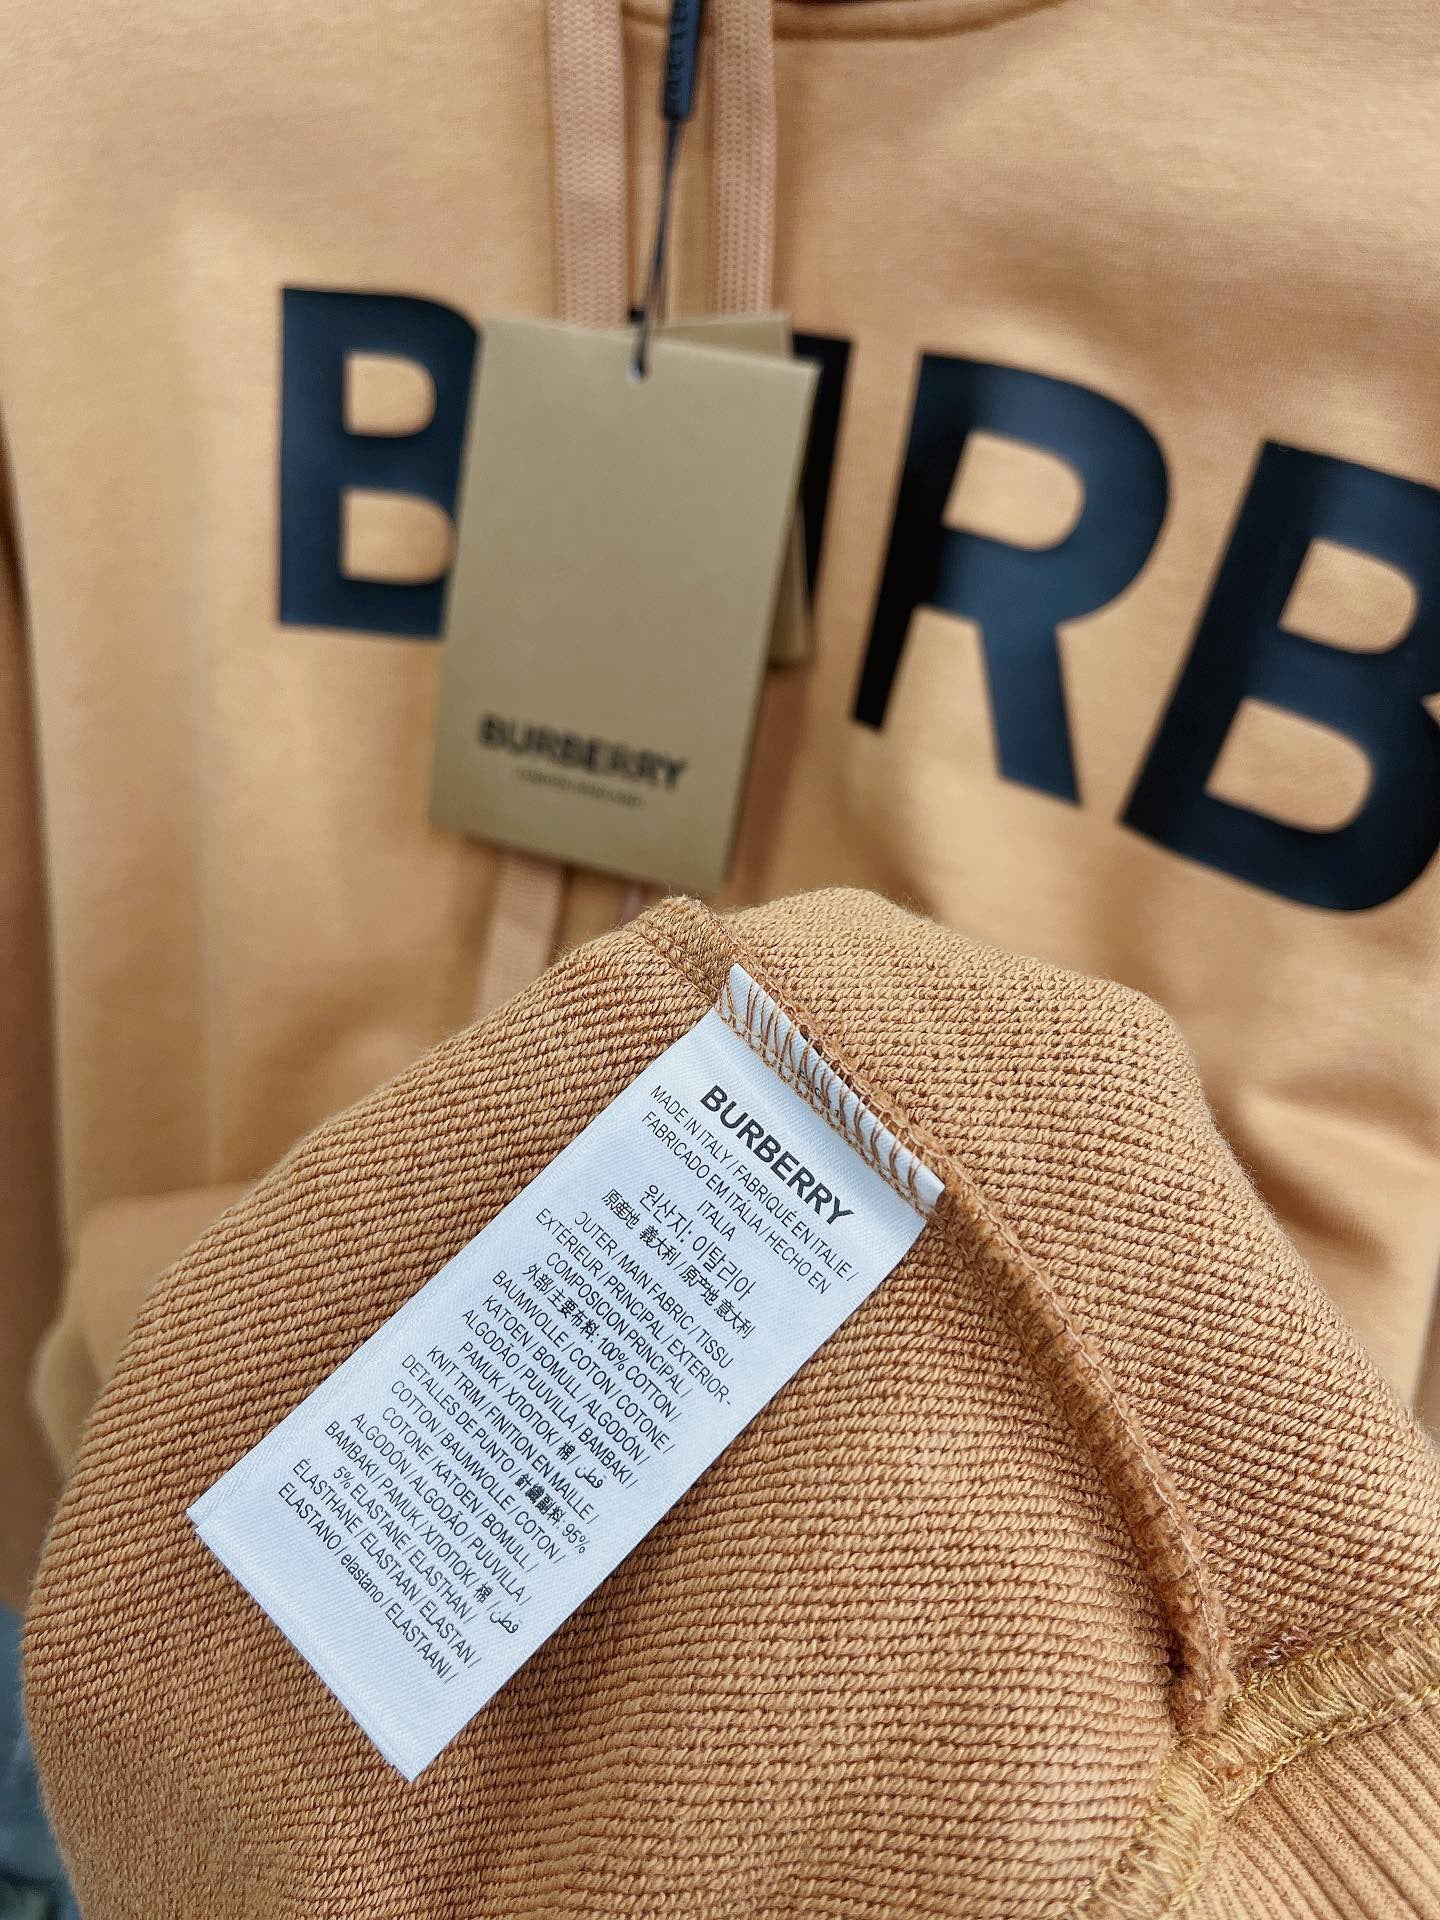 BURB
BURBERRY
BURBERRY
MADE IN ITALY / FABRIQUÉ EN ITALIE /
FABRICADO EM ITALIA / HECHO EN
ITALIA
원산지: 이탈리아
原産地 義大利 / 原产地 意大利
OUTER / MAIN FABRIC / TISSU
EXTÉRIEUR / PRINCIPAL / EXTERIOR-
COMPOSICION PRINCIPAL /
外部/主要布料: 100% COTTON /
BAUMWOLLE / COTON / COTONE /
KATOEN / BOMULL / ALGODÓN /
ALGODÃO / PUUVILLA / BAMBAKI /
PAMUK / ХЛОПОК / 棉 / قطن
KNIT TRIM / FINITION EN MAILLE /
DETALLES DE PUNTO / 針織副料: 95%
COTTON / BAUMWOLLE / COTON /
COTONE / KATOEN / BOMULL /
ALGODÓN / ALGODÃO / PUUVILLA /
BAMBAKI / PAMUK / ХЛОПОК / 棉 / قطن
5% ELASTANE / ELASTHAN /
ÉLASTHANE / ELASTAAN / ELASTAN /
ELASTANO / elastano / ELASTAANI /